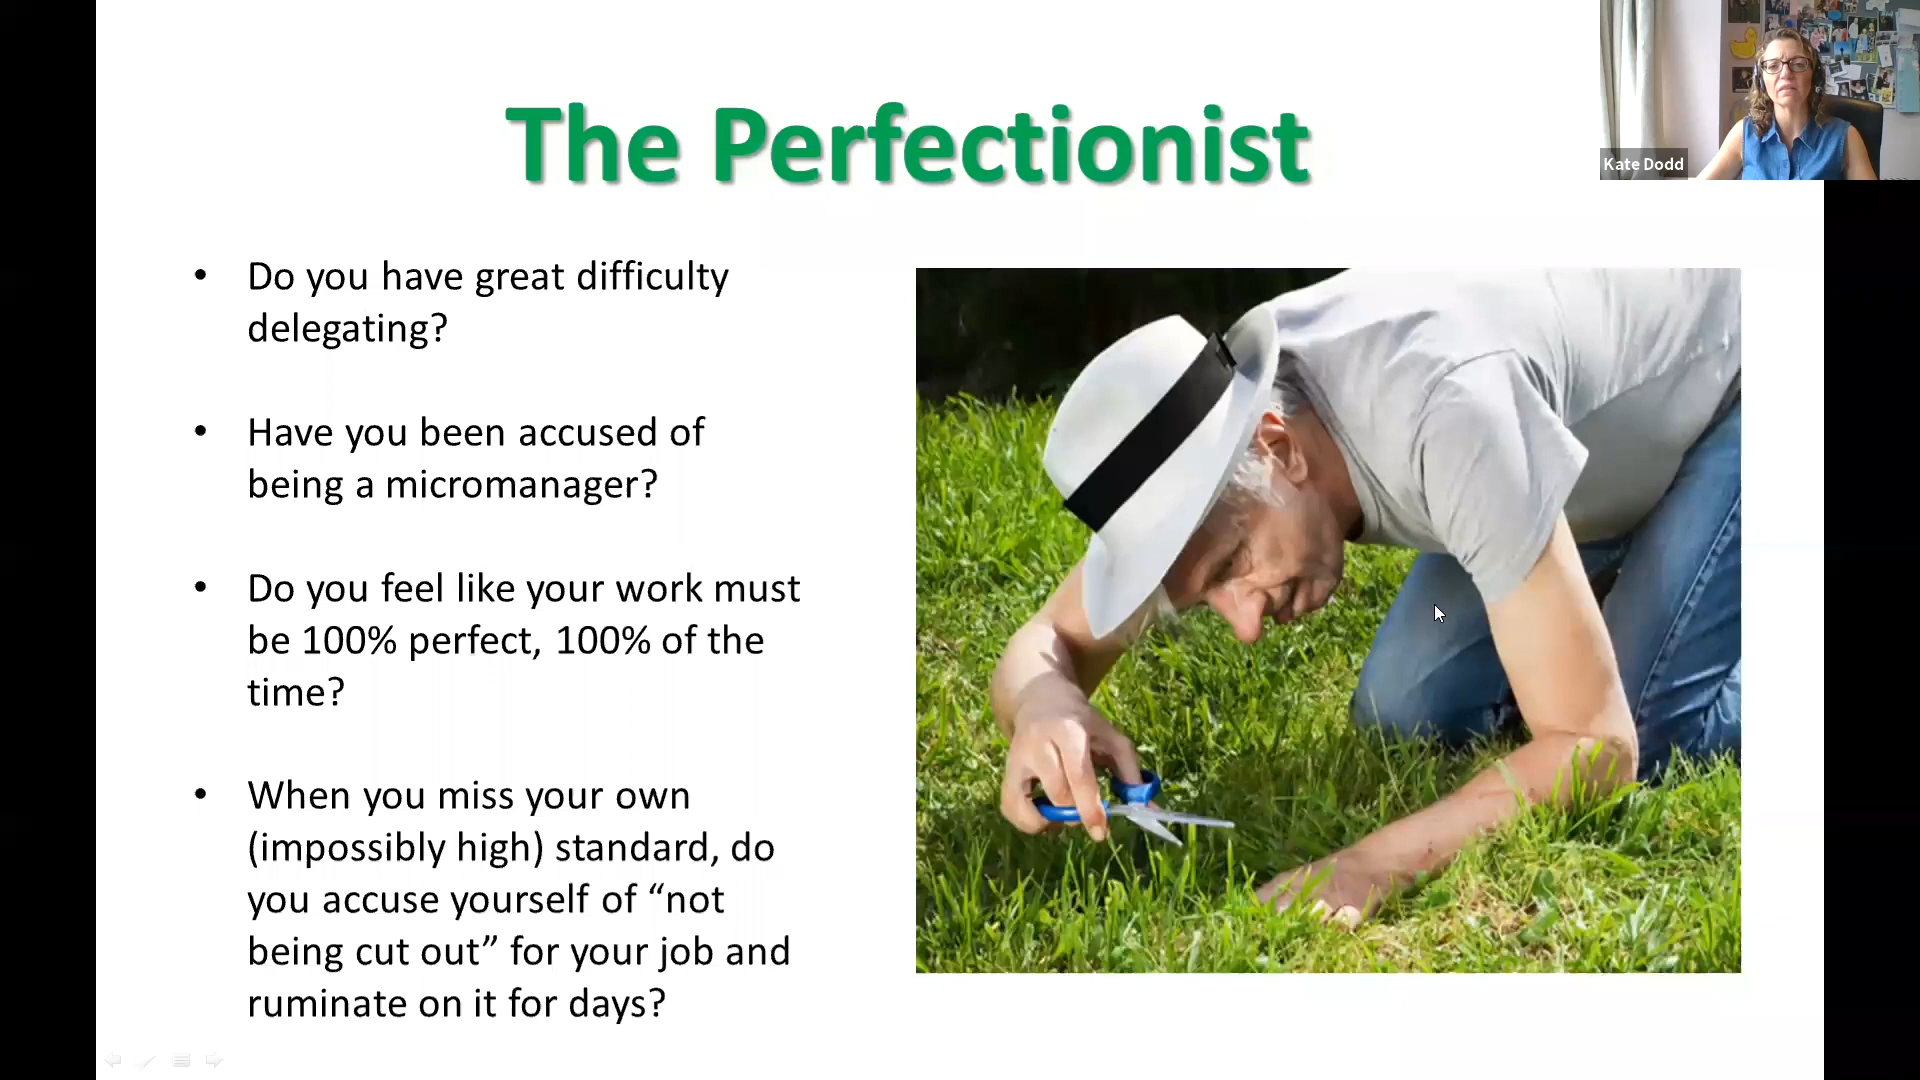 The Perfectionist
Kate Dodd
• Do you have great difficulty
delegating?
• Have you been accused of
being a micromanager?
• Do you feel like your work must
be 100% perfect, 100% of the
time?
• When you miss your own
(impossibly high) standard, do
you accuse yourself of “not
being cut out” for your job and
ruminate on it for days?